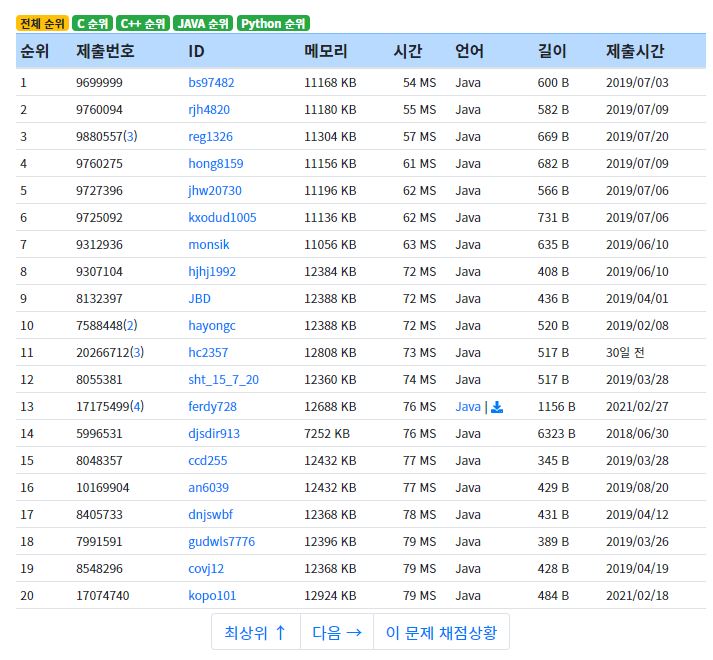 전체 순위 C 순위 C++ 순위 JAVA 순위 Python 순위
순위 제출번호 ID 메모리 시간 언어 길이 제출시간
1 9699999 bs97482 11168 KB 54 MS Java 600 B 2019/07/03
2 9760094 rjh4820 11180 KB 55 MS Java 582 B 2019/07/09
3 9880557(3) reg1326 11304 KB 57 MS Java 669 B 2019/07/20
4 9760275 hong8159 11156 KB 61 MS Java 682 B 2019/07/09
5 9727396 jhw20730 11196 KB 62 MS Java 566 B 2019/07/06
6 9725092 kxodud1005 11136 KB 62 MS Java 731 B 2019/07/06
7 9312936 monsik 11056 KB 63 MS Java 635 B 2019/06/10
8 9307104 hjhj1992 12384 KB 72 MS Java 408 B 2019/06/10
9 8132397 JBD 12388 KB 72 MS Java 436 B 2019/04/01
10 7588448(2) hayongc 12388 KB 72 MS Java 520 B 2019/02/08
11 20266712(3) hc2357 12808 KB 73 MS Java 517 B 30일 전
12 8055381 sht_15_7_20 12360 KB 74 MS Java 517 B 2019/03/28
13 17175499(4) ferdy728 12688 KB 76 MS Java | 1156 B 2021/02/27
14 5996531 djsdir913 7252 KB 76 MS Java 6323 B 2018/06/30
15 8048357 ccd255 12432 KB 77 MS Java 345 B 2019/03/28
16 10169904 an6039 12432 KB 77 MS Java 429 B 2019/08/20
17 8405733 dnjswbf 12368 KB 78 MS Java 431 B 2019/04/12
18 7991591 gudwls7776 12396 KB 79 MS Java 389 B 2019/03/26
19 8548296 covj12 12368 KB 79 MS Java 428 B 2019/04/19
20 17074740 kopo101 12924 KB 79 MS Java 484 B 2021/02/18
최상위 ↑ 다음 → 이 문제 채점상황